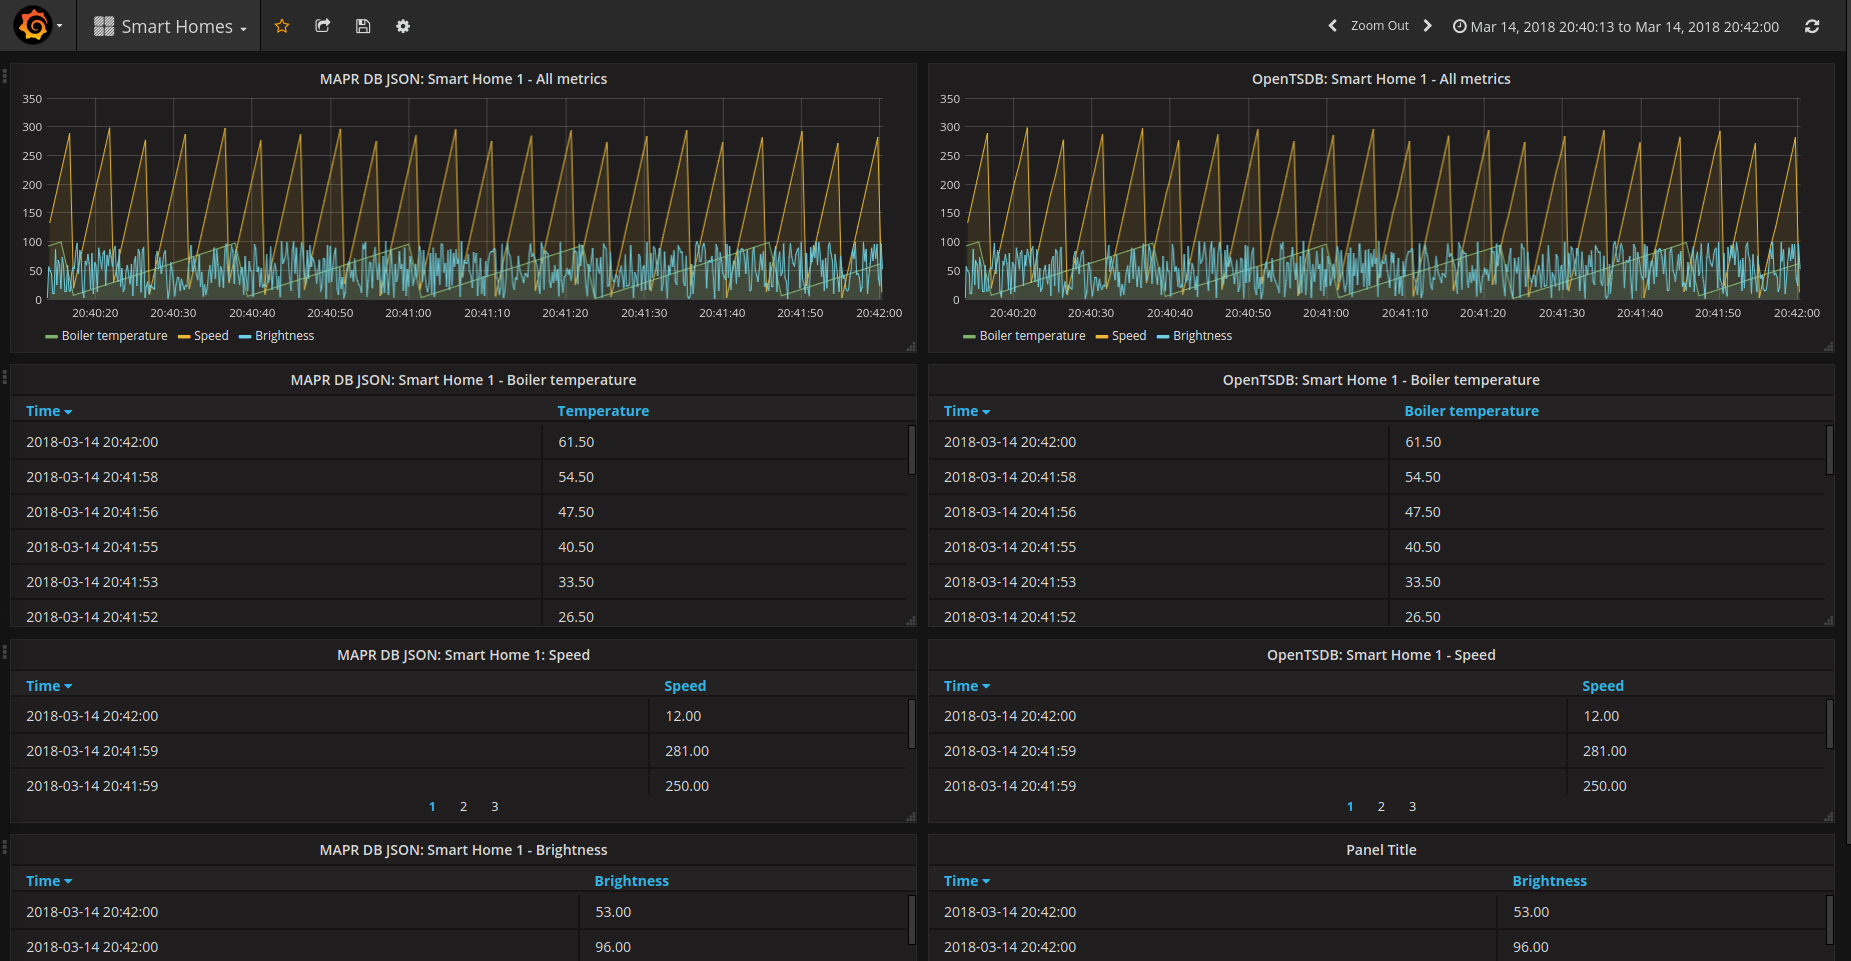 Smart Homes
Zoom Out
Mar 14, 2018 20:40:13 to Mar 14, 2018 20:42:00
MAPR DB JSON: Smart Home 1 - All metrics
350
300
250
200
150
100
50
0
20:40:20 20:40:30 20:40:40 20:40:50 20:41:00 20:41:10 20:41:20 20:41:30 20:41:40 20:41:50 20:42:00
Boiler temperature Speed Brightness
OpenTSDB: Smart Home 1 - All metrics
350
300
250
200
150
100
50
0
20:40:20 20:40:30 20:40:40 20:40:50 20:41:00 20:41:10 20:41:20 20:41:30 20:41:40 20:41:50 20:42:00
Boiler temperature Speed Brightness
MAPR DB JSON: Smart Home 1 - Boiler temperature
Time Temperature
2018-03-14 20:42:00 61.50
2018-03-14 20:41:58 54.50
2018-03-14 20:41:56 47.50
2018-03-14 20:41:55 40.50
2018-03-14 20:41:53 33.50
2018-03-14 20:41:52 26.50
OpenTSDB: Smart Home 1 - Boiler temperature
Time Boiler temperature
2018-03-14 20:42:00 61.50
2018-03-14 20:41:58 54.50
2018-03-14 20:41:56 47.50
2018-03-14 20:41:55 40.50
2018-03-14 20:41:53 33.50
2018-03-14 20:41:52 26.50
MAPR DB JSON: Smart Home 1: Speed
Time Speed
2018-03-14 20:42:00 12.00
2018-03-14 20:41:59 281.00
2018-03-14 20:41:59 250.00
1 2 3
OpenTSDB: Smart Home 1 - Speed
Time Speed
2018-03-14 20:42:00 12.00
2018-03-14 20:41:59 281.00
2018-03-14 20:41:59 250.00
1 2 3
MAPR DB JSON: Smart Home 1 - Brightness
Time Brightness
2018-03-14 20:42:00 53.00
2018-03-14 20:42:00 96.00
Panel Title
Time Brightness
2018-03-14 20:42:00 53.00
2018-03-14 20:42:00 96.00